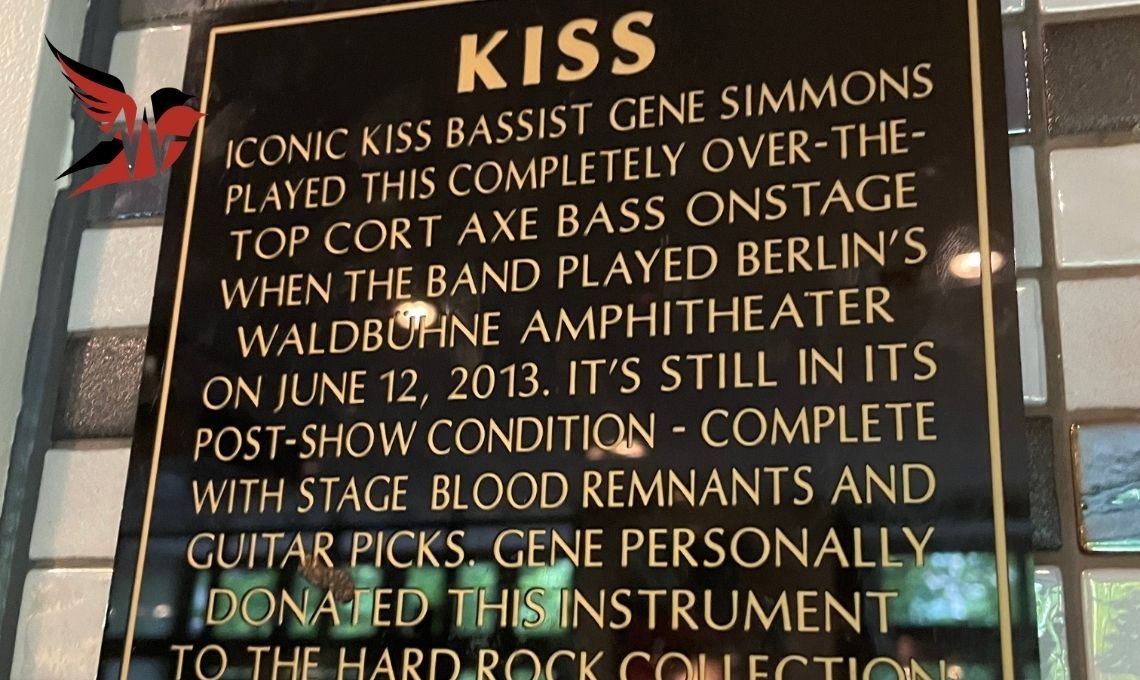 KISS
ICONIC KISS BASSIST GENE SIMMONS
PLAYED THIS COMPLETELY OVER-THE-
TOP CORT AXE BASS ONSTAGE
WHEN THE BAND PLAYED BERLIN'S
WALDBÜHNE AMPHITHEATER
ON JUNE 12, 2013. IT'S STILL IN ITS
POST-SHOW CONDITION - COMPLETE
WITH STAGE BLOOD REMNANTS AND
GUITAR PICKS. GENE PERSONALLY
DONATED THIS INSTRUMENT
TO THE HARD ROCK COLLECTION.
W